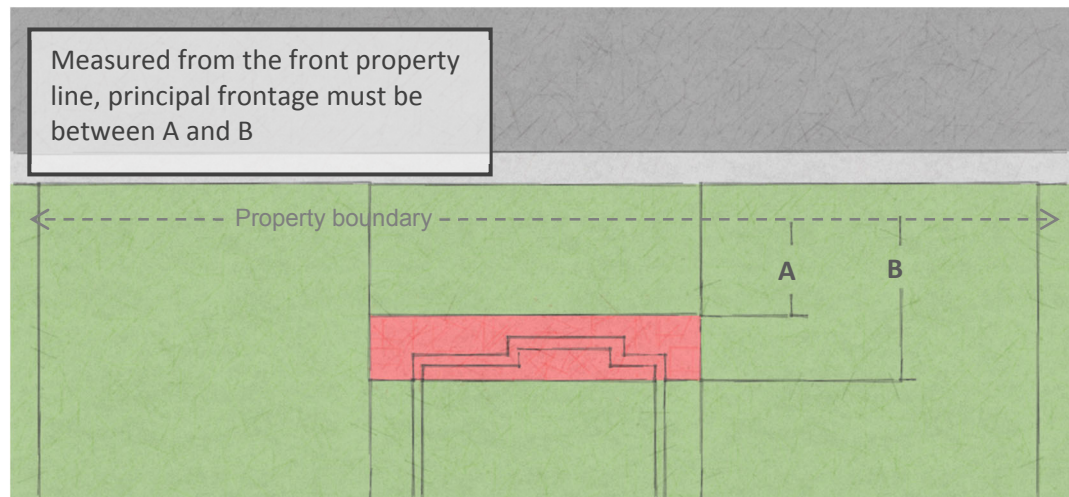 Measured from the front property
line, principal frontage must be
between A and B
Property boundary
A
B